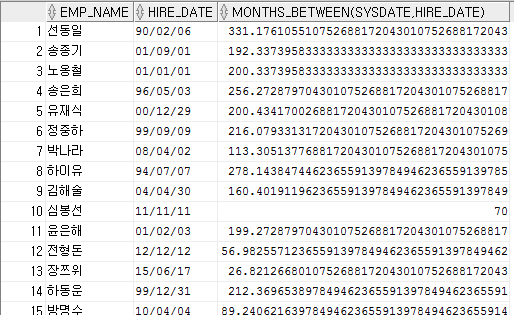 EMP_NAME HIRE_DATE MONTHS_BETWEEN(SYSDATE,HIRE_DATE)
1 선동일 90/02/06 331.176105510752688172043010752688172043
2 송종기 01/09/01 192.337395833333333333333333333333333333
3 노옹철 01/01/01 200.337395833333333333333333333333333333
4 송은희 96/05/03 256.272879704301075268817204301075268817
5 유재식 00/12/29 200.434170026881720430107526881720430108
6 정중하 99/09/09 216.079331317204301075268817204301075269
7 박나라 08/04/02 113.305137768817204301075268817204301075
8 하이유 94/07/07 278.143847446236559139784946236559139785
9 김해술 04/04/30 160.401911962365591397849462365591397849
10 심봉선 11/11/11 70
11 윤은해 01/02/03 199.272879704301075268817204301075268817
12 전형돈 12/12/12 56.98255712365591397849462365591397849462
13 장쯔위 15/06/17 26.8212668010752688172043010752688172043
14 하동운 99/12/31 212.3696538978494623655913978494623655914
15 방명수 10/04/04 89.24062163978494623655913978494623655914